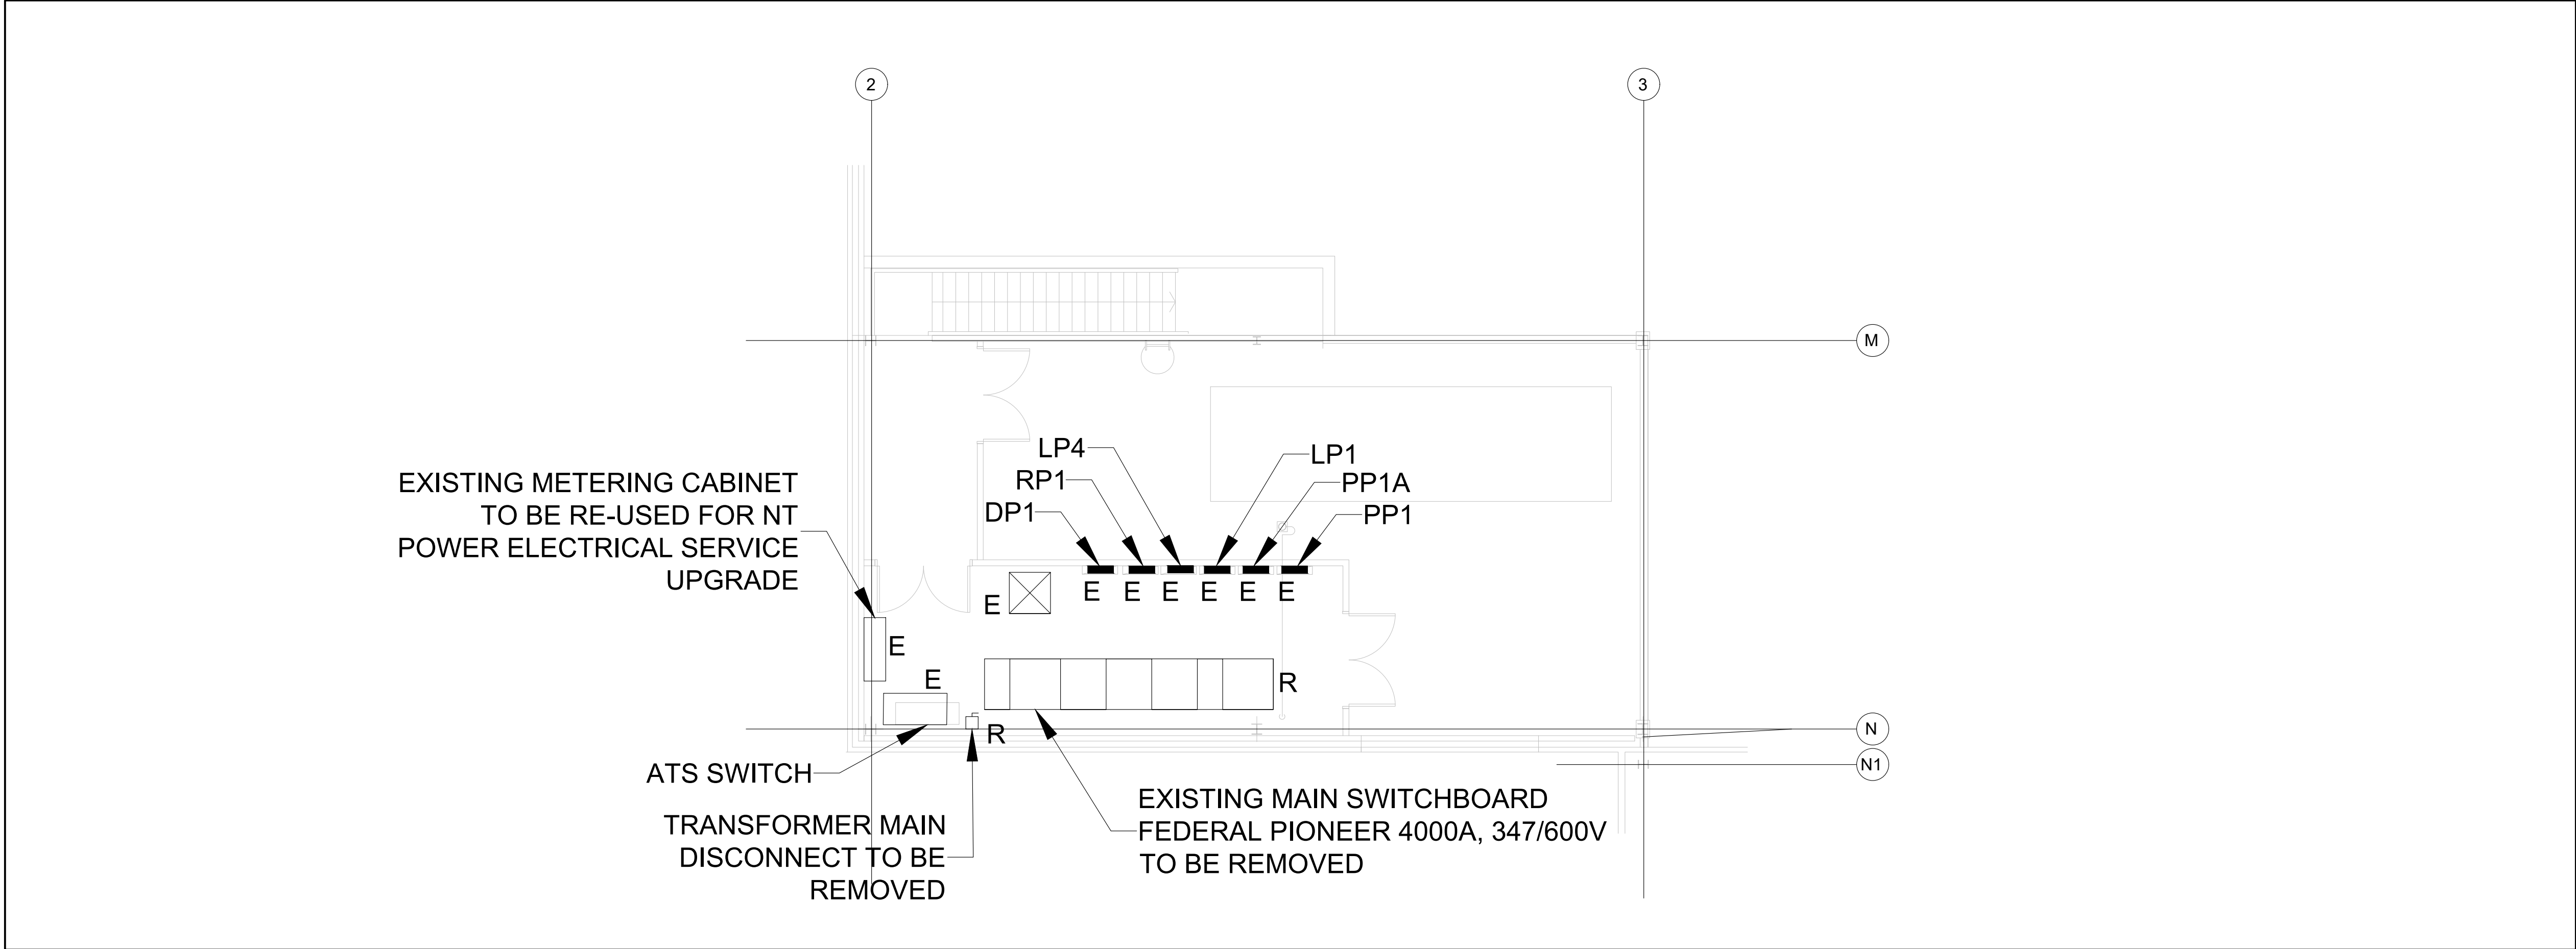 2
3
M
LP4
LP1
RP1
PP1A
DP1
PP1
EXISTING METERING CABINET
TO BE RE-USED FOR NT
POWER ELECTRICAL SERVICE
UPGRADE
E
E
E
E
E
E
E
E
E
R
R
N
N1
ATS SWITCH
TRANSFORMER MAIN
DISCONNECT TO BE
REMOVED
EXISTING MAIN SWITCHBOARD
FEDERAL PIONEER 4000A, 347/600V
TO BE REMOVED